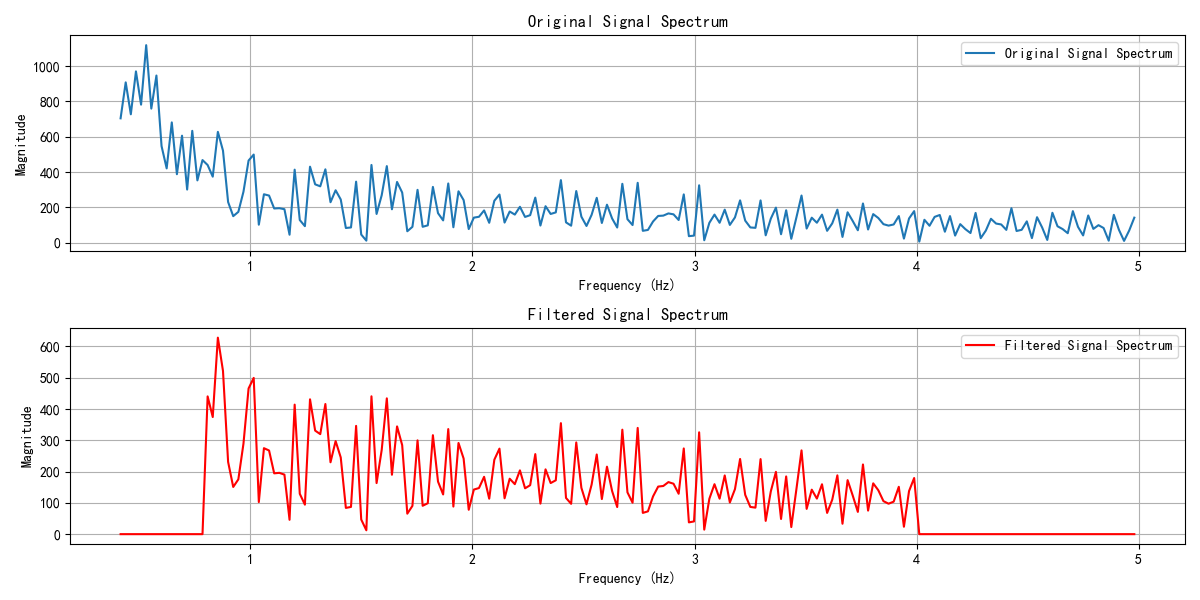 Original Signal Spectrum
Original Signal Spectrum
Magnitude
1000
800
600
400
200
0
1 2 3 4 5
Frequency (Hz)
Filtered Signal Spectrum
Filtered Signal Spectrum
Magnitude
600
500
400
300
200
100
0
1 2 3 4 5
Frequency (Hz)